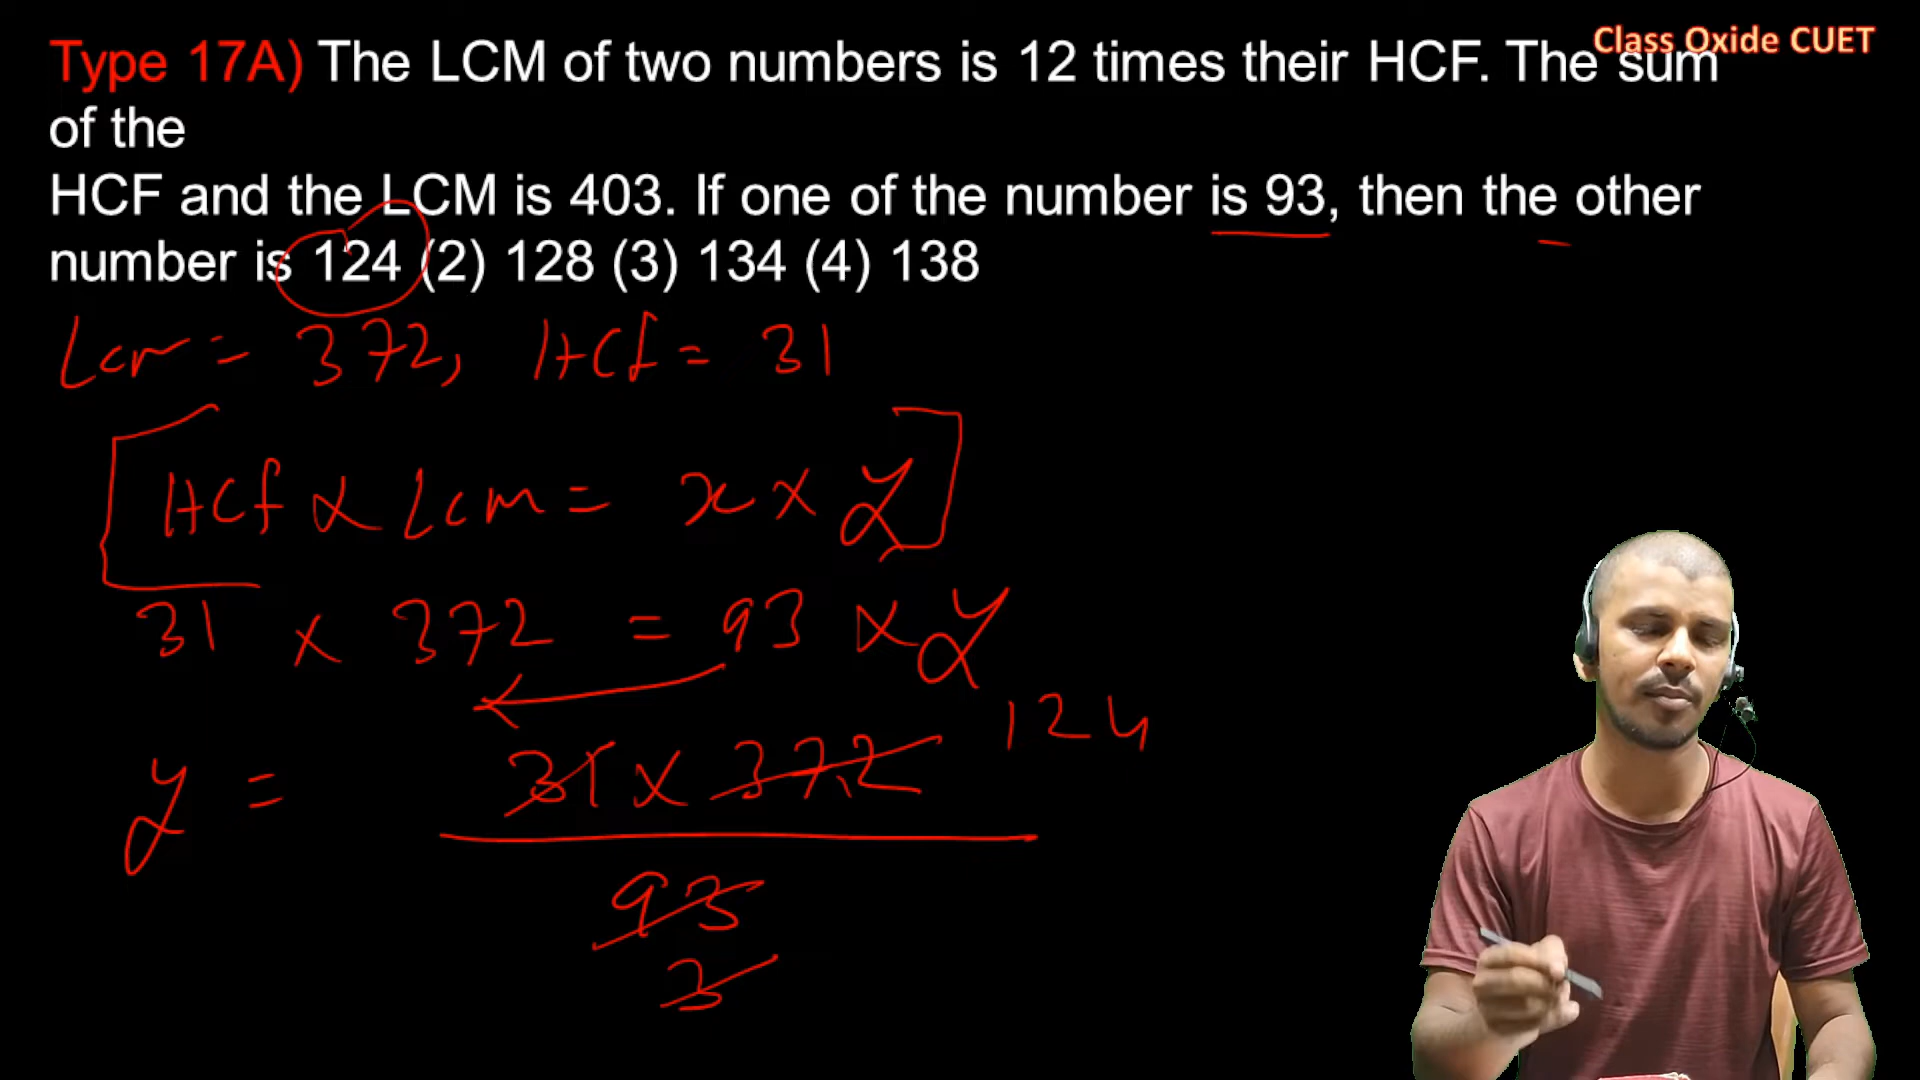 Class Oxide CUET
Type 17A) The LCM of two numbers is 12 times their HCF. The sum
of the
HCF and the LCM is 403. If one of the number is 93, then the other
number is 124 (2) 128 (3) 134 (4) 138
Lcm = 372, HCf = 31
HCf x Lcm = x × y
31 × 372 = 93 × y
124
y = 31 × 372
93
3